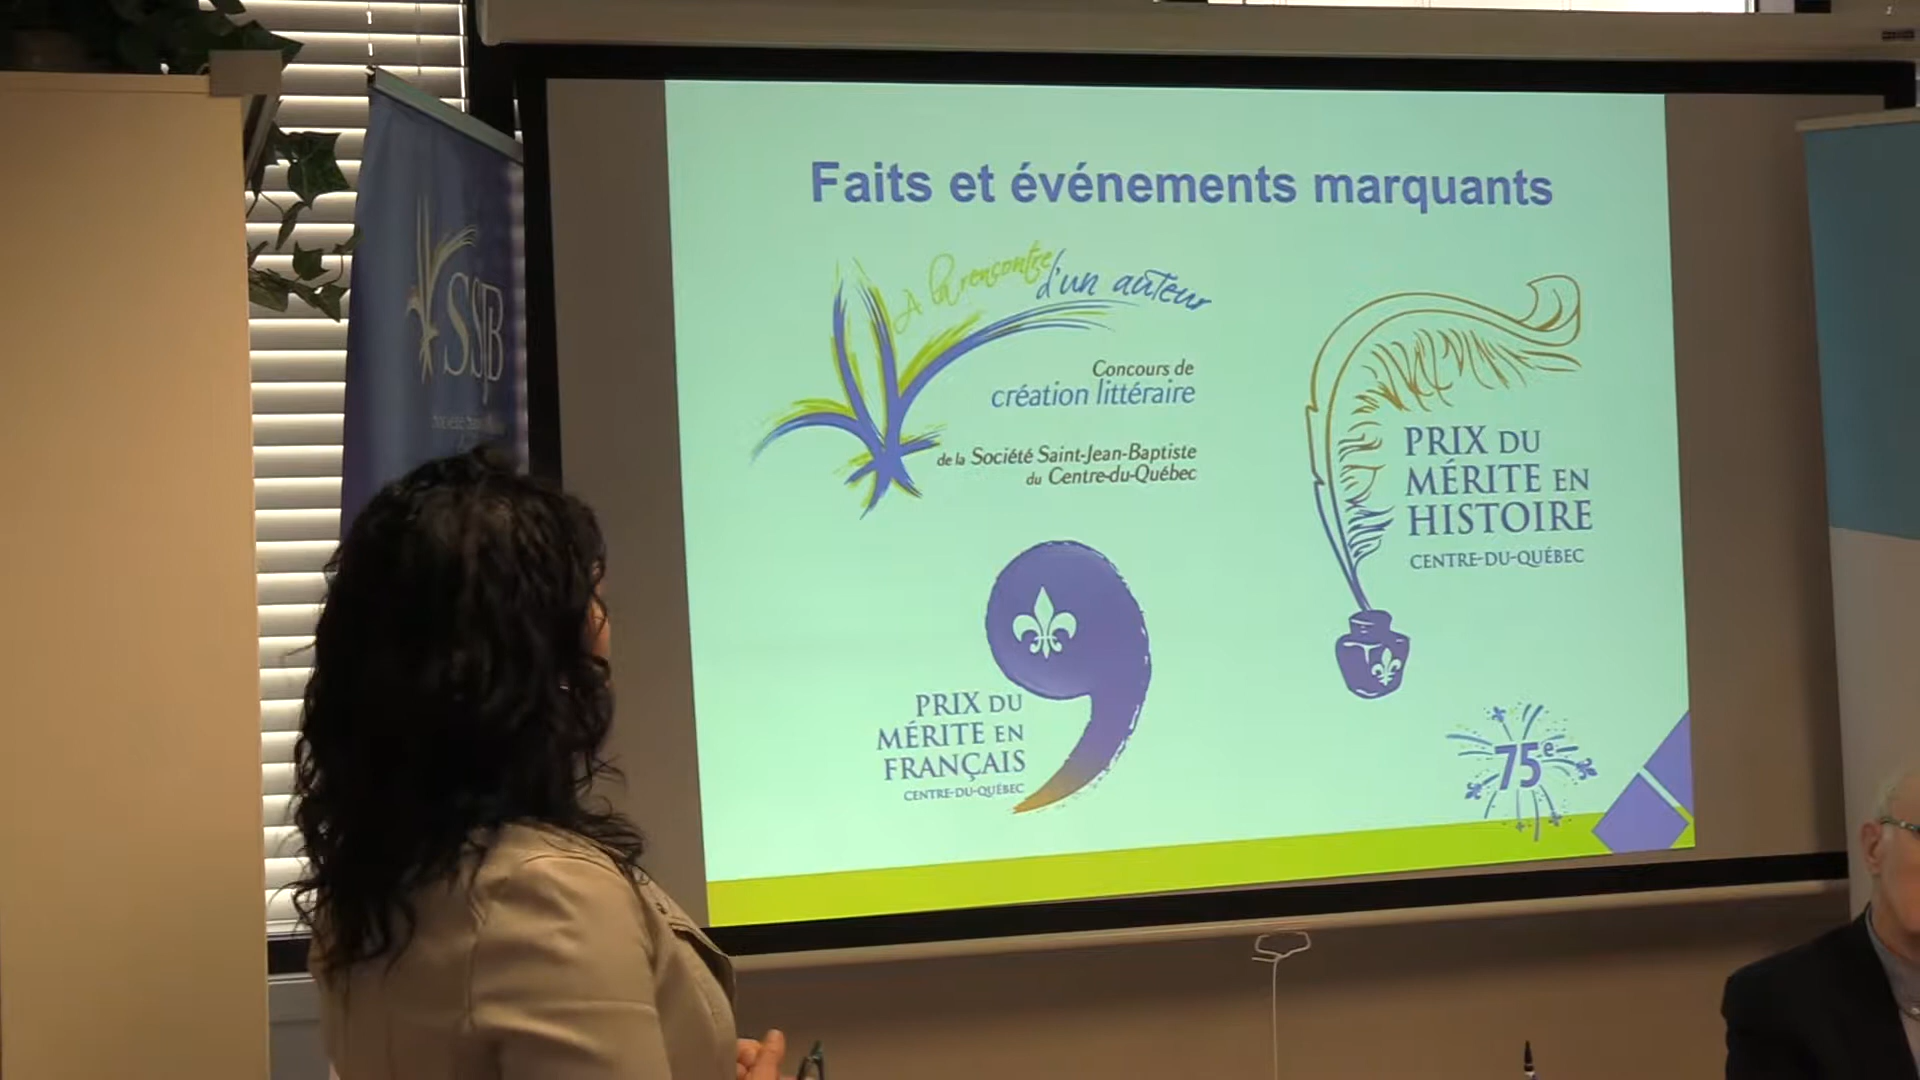 Faits et événements marquants
A la rencontre
d'un auteur
Concours de
création littéraire
de la Société Saint-Jean-Baptiste
du Centre-du-Québec
PRIX DU
MÉRITE EN
HISTOIRE
CENTRE-DU-QUÉBEC
PRIX DU
MÉRITE EN
FRANÇAIS
CENTRE-DU-QUÉBEC
75e
SSJB